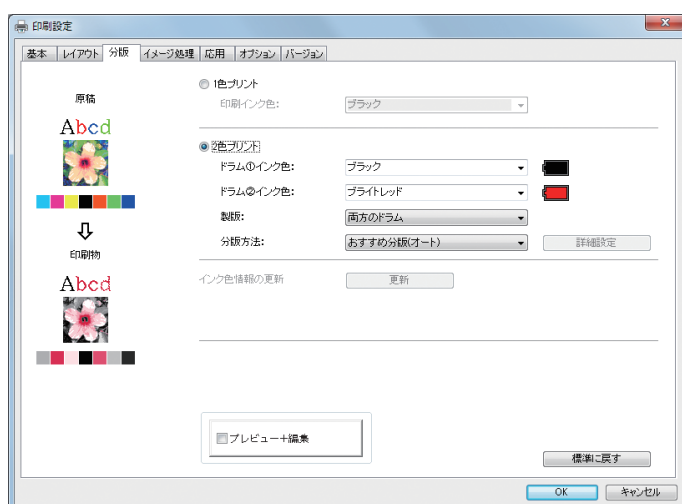 印刷設定
基本 レイアウト 分版 イメージ処理 応用 オプション バージョン
原稿
Abcd
印刷物
Abcd
1色プリント
印刷インク色: ブラック
2色プリント
ドラム①インク色: ブラック
ドラム②インク色: ブライトレッド
製版: 両方のドラム
分版方法: おすすめ分版(オート) 詳細設定
インク色情報の更新 更新
プレビュー+編集
標準に戻す
OK キャンセル